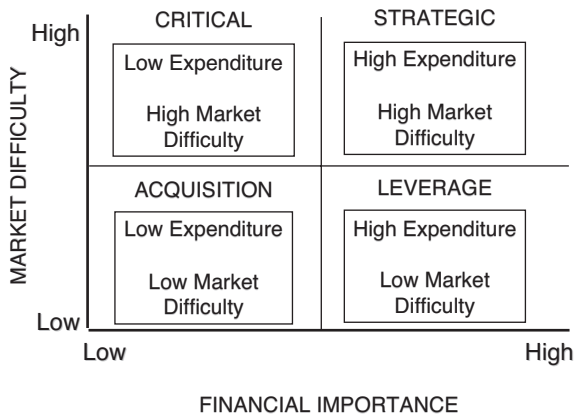 CRITICAL
STRATEGIC
High
Low Expenditure
High Market
Difficulty
High Expenditure
High Market
Difficulty
MARKET DIFFICULTY
ACQUISITION
LEVERAGE
Low Expenditure
Low Market
Difficulty
High Expenditure
Low Market
Difficulty
Low
Low
High
FINANCIAL IMPORTANCE